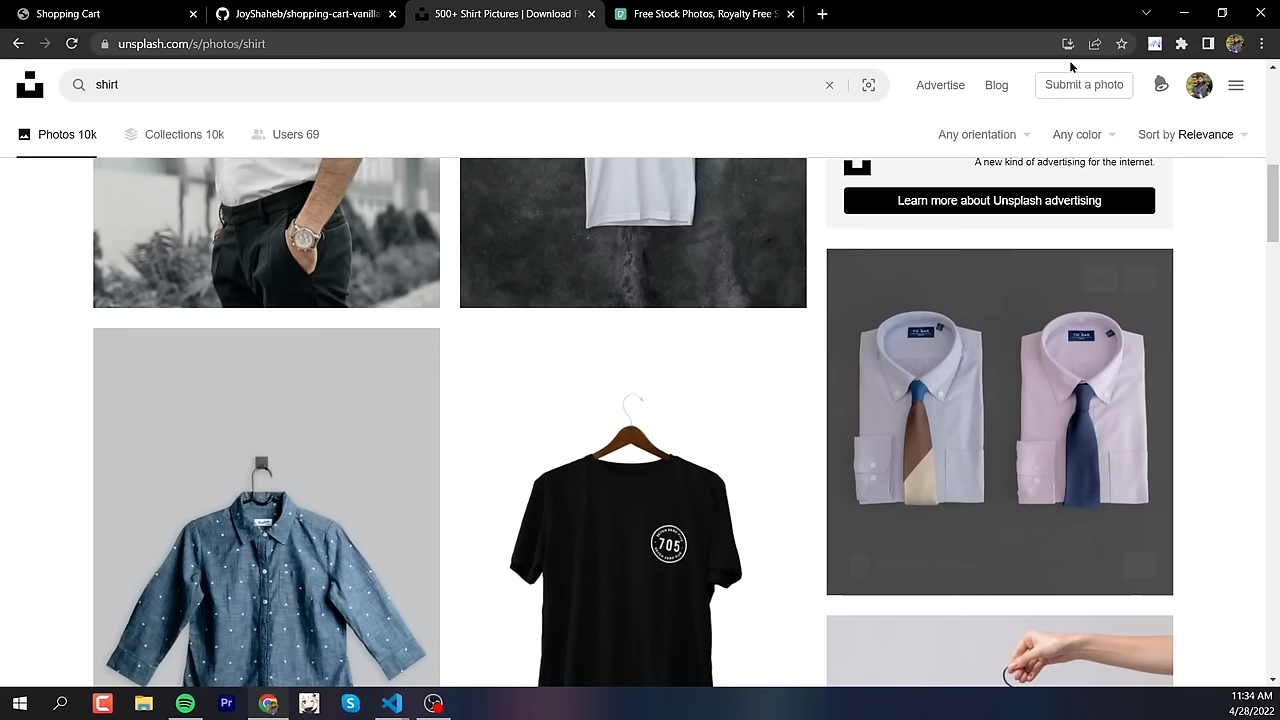 Shopping Cart
JoyShaheb/shopping-cart-vanilla
500+ Shirt Pictures | Download F
Free Stock Photos, Royalty Free S
unsplash.com/s/photos/shirt
shirt
Advertise
Blog
Submit a photo
Photos 10k
Collections 10k
Users 69
Any orientation
Any color
Sort by Relevance
A new kind of advertising for the internet.
Learn more about Unsplash advertising
705
11:34 AM
4/28/2022